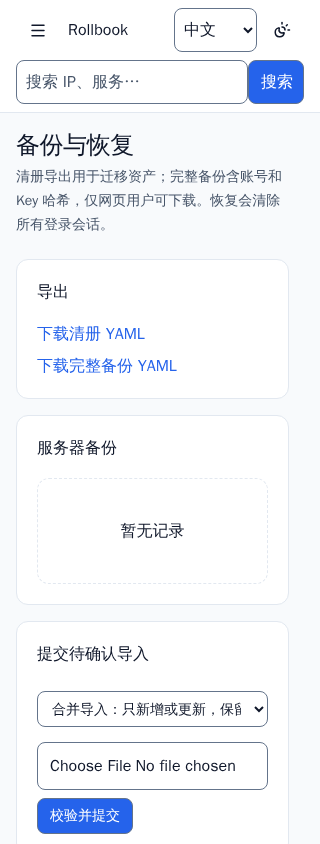 Rollbook
中文
搜索 IP、服务…
搜索
备份与恢复
清册导出用于迁移资产；完整备份含账号和
Key 哈希，仅网页用户可下载。恢复会清除
所有登录会话。
导出
下载清册 YAML
下载完整备份 YAML
服务器备份
暂无记录
提交待确认导入
合并导入：只新增或更新，保留
Choose File No file chosen
校验并提交